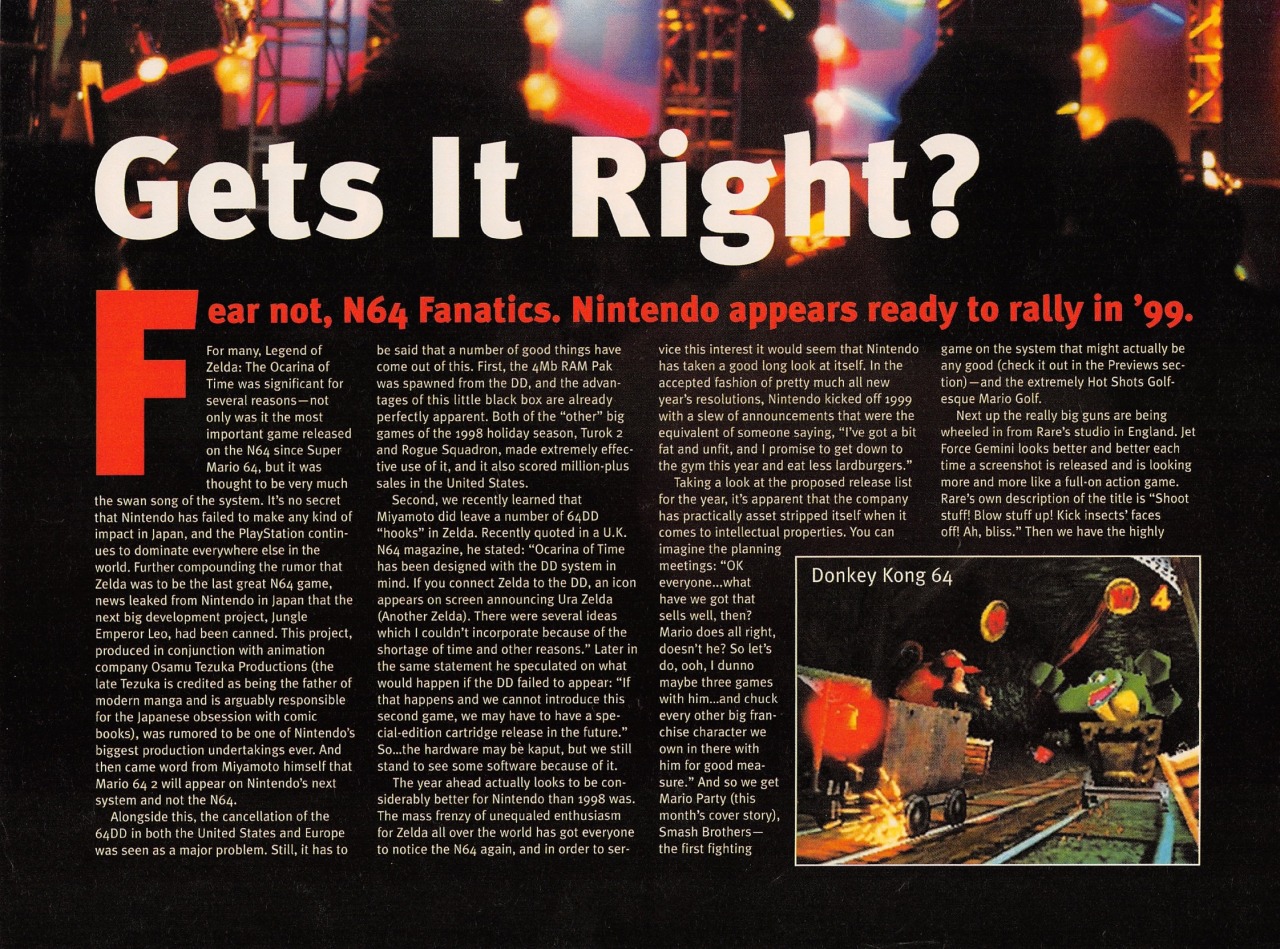 Gets It Right?
Fear not, N64 Fanatics. Nintendo appears ready to rally in ’99.
For many, Legend of
Zelda: The Ocarina of
Time was significant for
several reasons—not
only was it the most
important game released
on the N64 since Super
Mario 64, but it was
thought to be very much
the swan song of the system. It’s no secret
that Nintendo has failed to make any kind of
impact in Japan, and the PlayStation contin-
ues to dominate everywhere else in the
world. Further compounding the rumor that
Zelda was to be the last great N64 game,
news leaked from Nintendo in Japan that the
next big development project, Jungle
Emperor Leo, had been canned. This project,
produced in conjunction with animation
company Osamu Tezuka Productions (the
late Tezuka is credited as being the father of
modern manga and is arguably responsible
for the Japanese obsession with comic
books), was rumored to be one of Nintendo’s
biggest production undertakings ever. And
then came word from Miyamoto himself that
Mario 64 2 will appear on Nintendo’s next
system and not the N64.
Alongside this, the cancellation of the
64DD in both the United States and Europe
was seen as a major problem. Still, it has to
be said that a number of good things have
come out of this. First, the 4Mb RAM Pak
was spawned from the DD, and the advan-
tages of this little black box are already
perfectly apparent. Both of the “other” big
games of the 1998 holiday season, Turok 2
and Rogue Squadron, made extremely effec-
tive use of it, and it also scored million-plus
sales in the United States.
Second, we recently learned that
Miyamoto did leave a number of 64DD
“hooks” in Zelda. Recently quoted in a U.K.
N64 magazine, he stated: “Ocarina of Time
has been designed with the DD system in
mind. If you connect Zelda to the DD, an icon
appears on screen announcing Ura Zelda
(Another Zelda). There were several ideas
which I couldn’t incorporate because of the
shortage of time and other reasons.” Later in
the same statement he speculated on what
would happen if the DD failed to appear: “If
that happens and we cannot introduce this
second game, we may have to have a spe-
cial-edition cartridge release in the future.”
So...the hardware may be kaput, but we still
stand to see some software because of it.
The year ahead actually looks to be con-
siderably better for Nintendo than 1998 was.
The mass frenzy of unequaled enthusiasm
for Zelda all over the world has got everyone
to notice the N64 again, and in order to ser-
vice this interest it would seem that Nintendo
has taken a good long look at itself. In the
accepted fashion of pretty much all new
year’s resolutions, Nintendo kicked off 1999
with a slew of announcements that were the
equivalent of someone saying, “I’ve got a bit
fat and unfit, and I promise to get down to
the gym this year and eat less lardburgers.”
Taking a look at the proposed release list
for the year, it’s apparent that the company
has practically asset stripped itself when it
comes to intellectual properties. You can
imagine the planning
meetings: “OK
everyone...what
have we got that
sells well, then?
Mario does all right,
doesn’t he? So let’s
do, ooh, I dunno
maybe three games
with him...and chuck
every other big fran-
chise character we
own in there with
him for good mea-
sure.” And so we get
Mario Party (this
month’s cover story),
Smash Brothers—
the first fighting
game on the system that might actually be
any good (check it out in the Previews sec-
tion)—and the extremely Hot Shots Golf-
esque Mario Golf.
Next up the really big guns are being
wheeled in from Rare’s studio in England. Jet
Force Gemini looks better and better each
time a screenshot is released and is looking
more and more like a full-on action game.
Rare’s own description of the title is “Shoot
stuff! Blow stuff up! Kick insects’ faces
off! Ah, bliss.” Then we have the highly
Donkey Kong 64
4